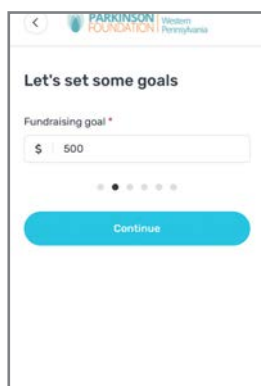 PARKINSON Western
FOUNDATION Pennsylvania
Let's set some goals
Fundraising goal *
$ 500
Continue